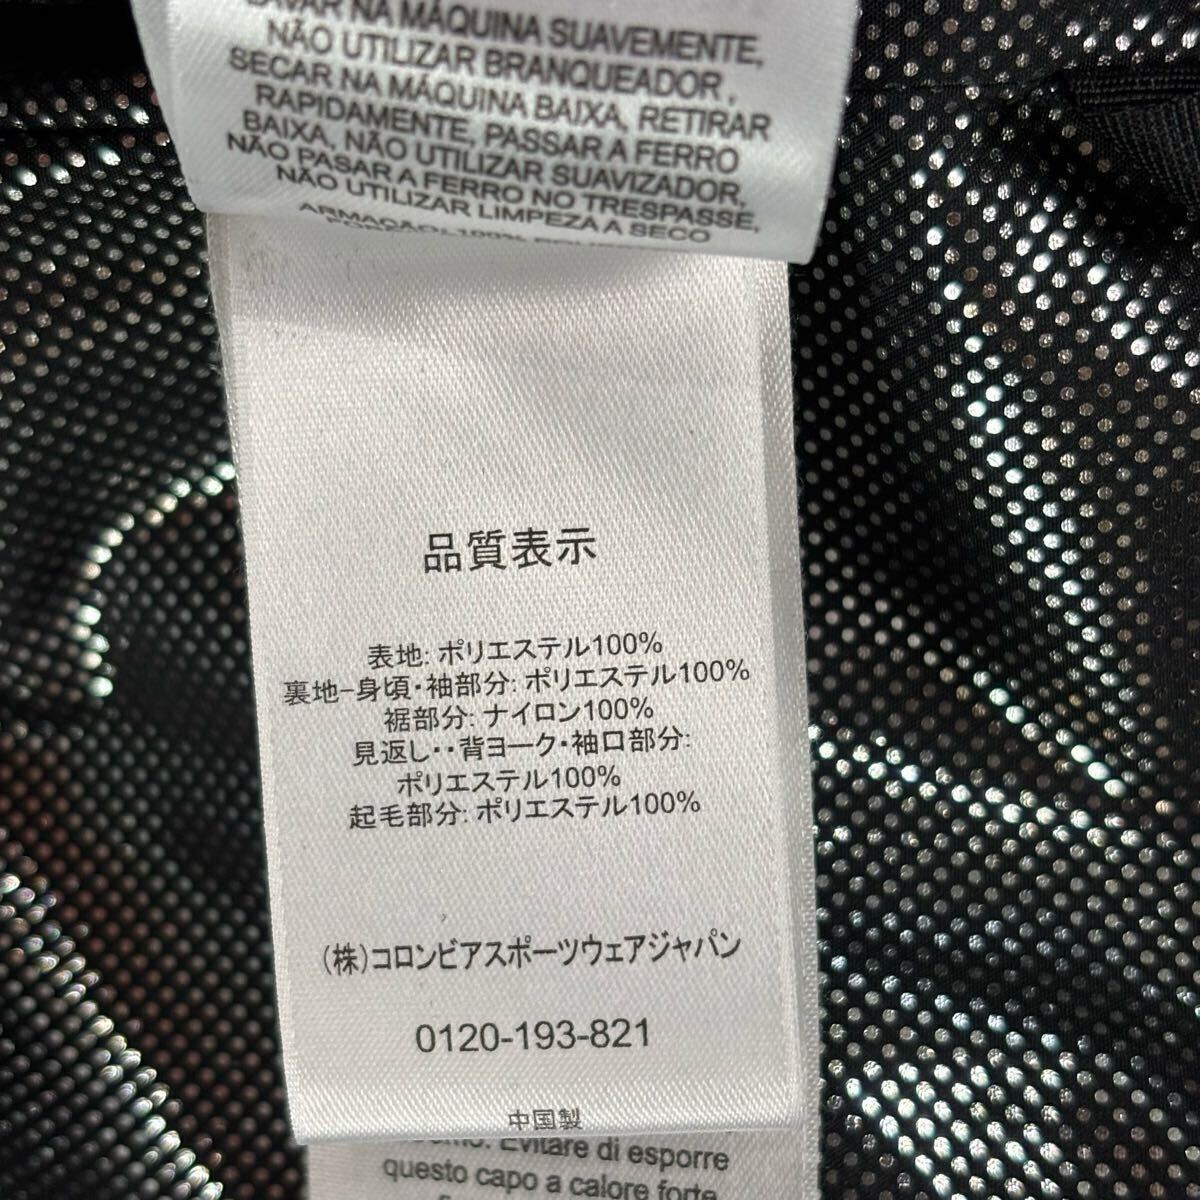 LAVAR NA MÁQUINA SUAVEMENTE,
NÃO UTILIZAR BRANQUEADOR,
SECAR NA MÁQUINA BAIXA, RETIRAR
RAPIDAMENTE, PASSAR A FERRO
BAIXA, NÃO UTILIZAR SUAVIZADOR,
NÃO PASAR A FERRO NO TRESPASSE,
NÃO UTILIZAR LIMPEZA A SECO
品質表示
表地: ポリエステル100%
裏地−身頃・袖部分: ポリエステル100%
裾部分: ナイロン100%
見返し・・背ヨーク・袖口部分:
ポリエステル100%
起毛部分: ポリエステル100%
(株)コロンビアスポーツウェアジャパン
0120-193-821
中国製
Evitare di esporre
questo capo a calore forte